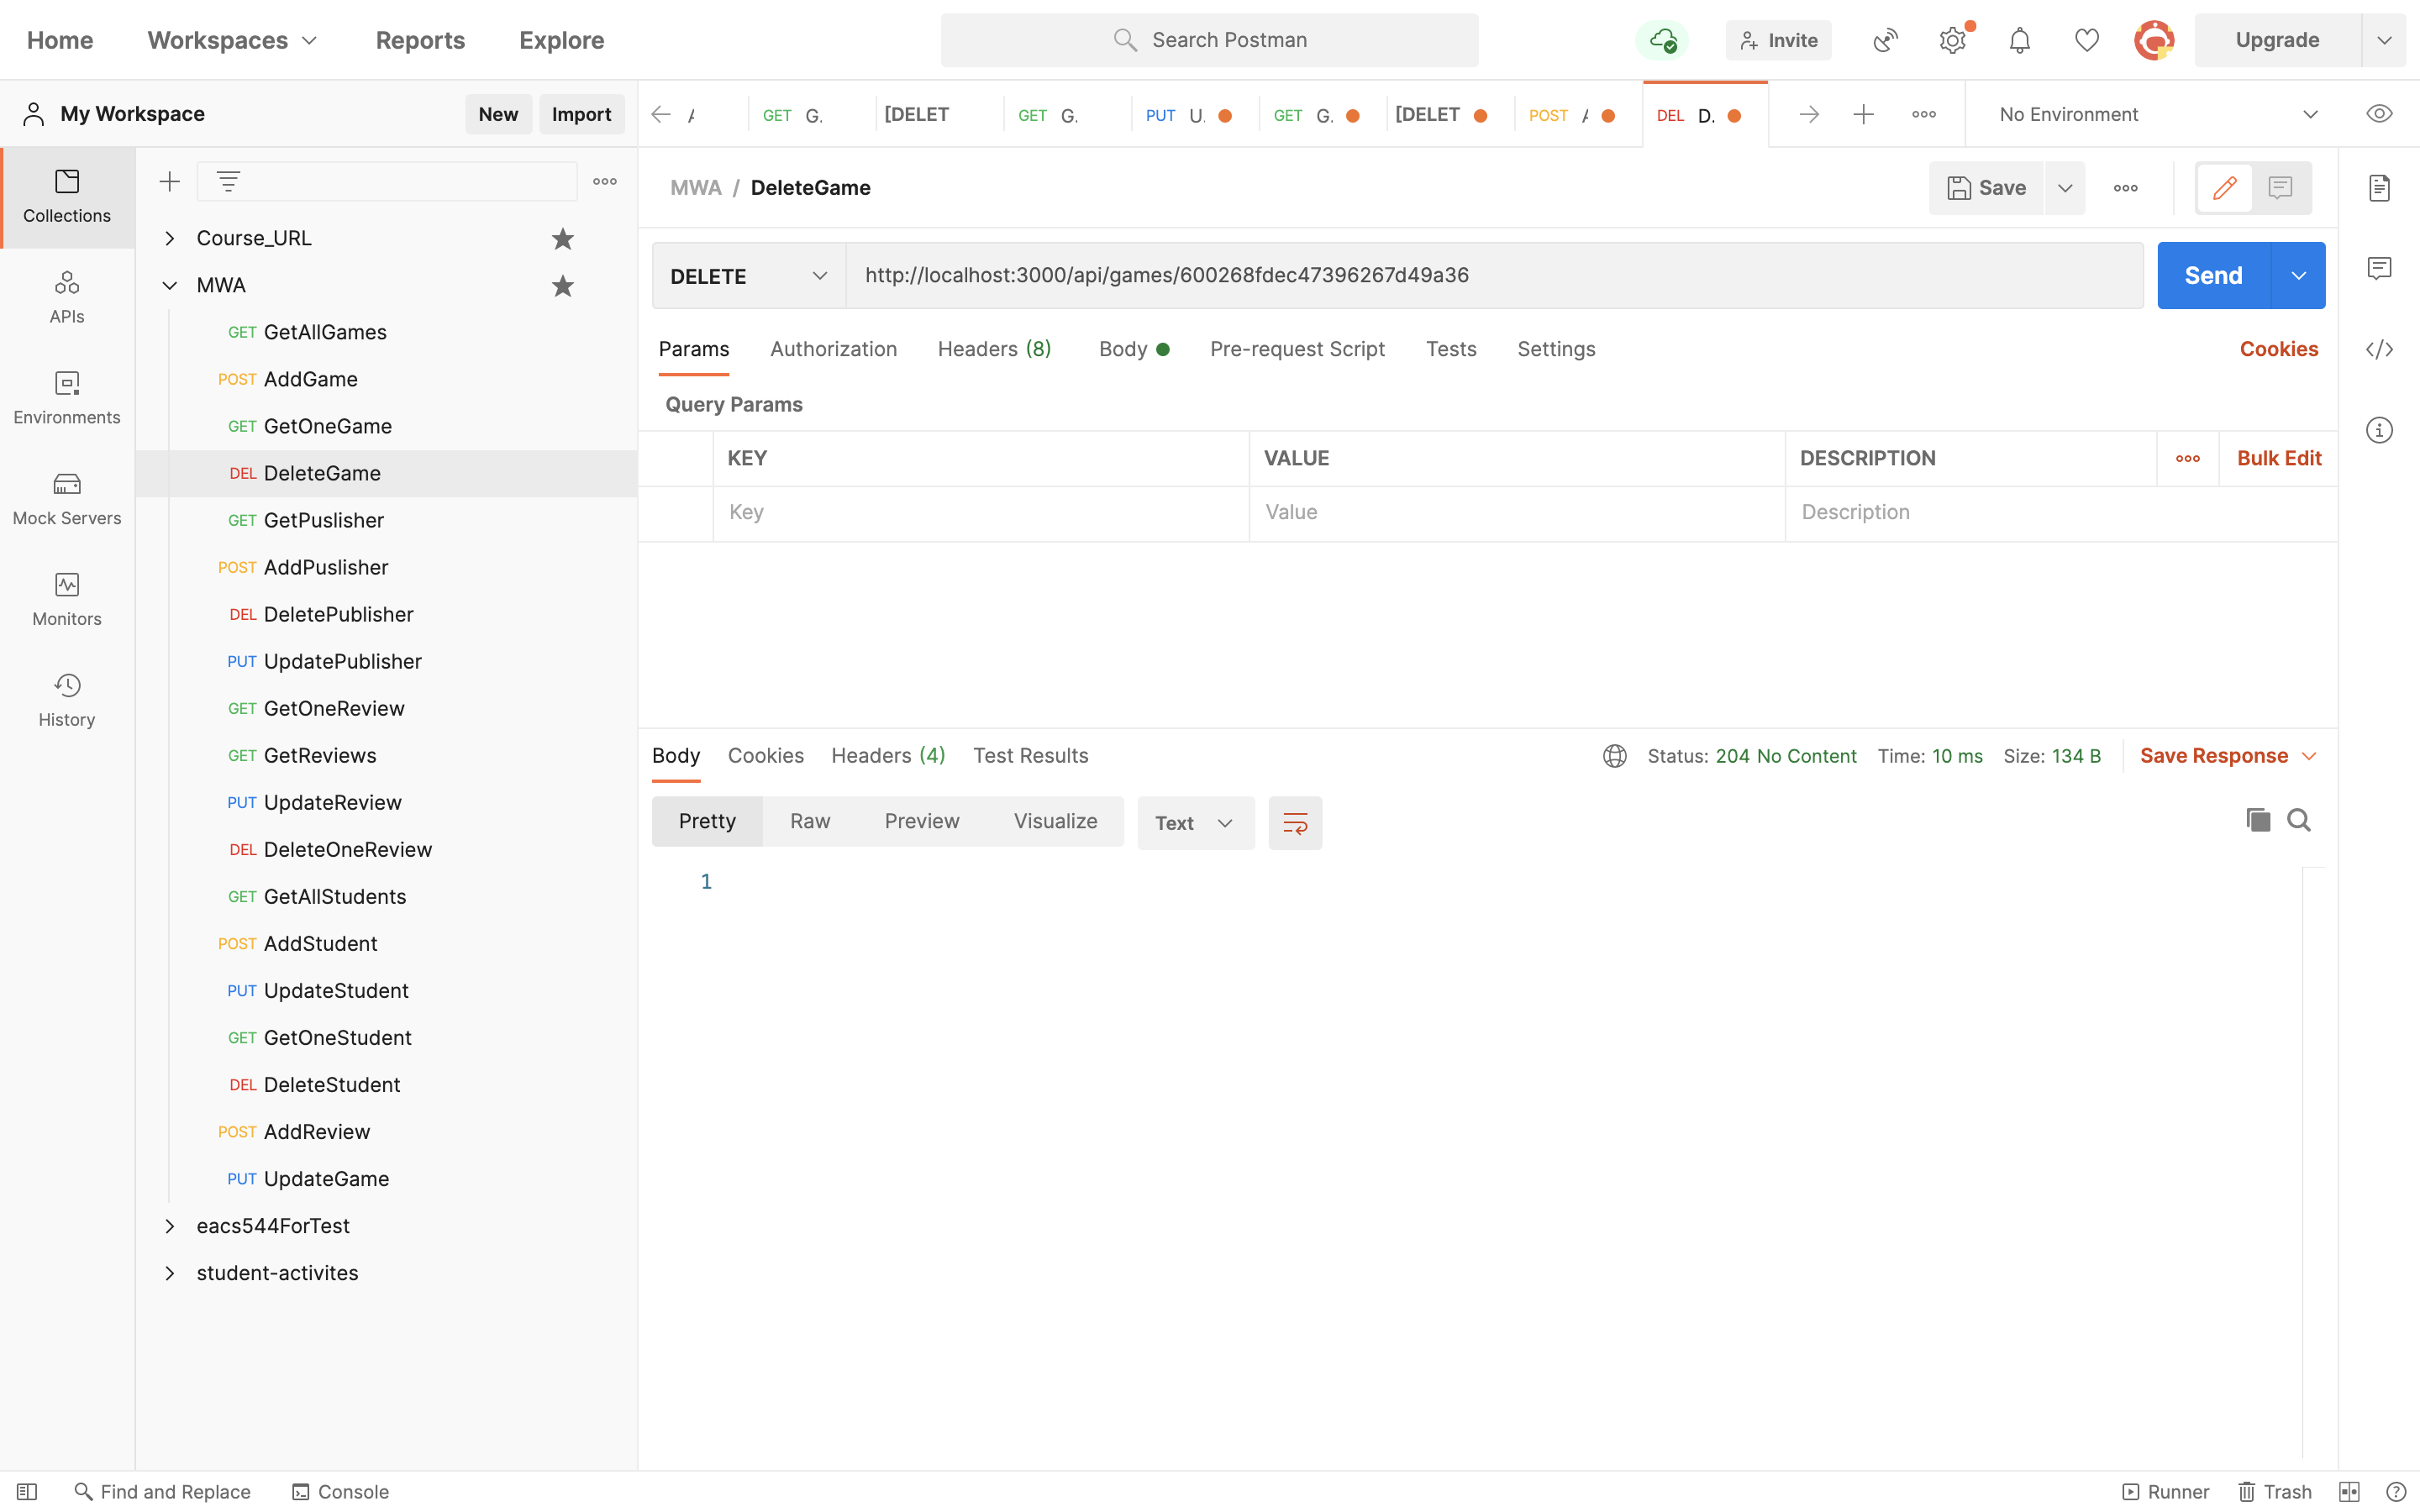 Home Workspaces Reports Explore Search Postman Invite Upgrade
My Workspace New Import
GET G. [DELET GET G. PUT U. GET G. [DELET POST DEL D. No Environment
Collections
APIs
Environments
Mock Servers
Monitors
History
Course_URL
MWA
GET GetAllGames
POST AddGame
GET GetOneGame
DEL DeleteGame
GET GetPuslisher
POST AddPuslisher
DEL DeletePublisher
PUT UpdatePublisher
GET GetOneReview
GET GetReviews
PUT UpdateReview
DEL DeleteOneReview
GET GetAllStudents
POST AddStudent
PUT UpdateStudent
GET GetOneStudent
DEL DeleteStudent
POST AddReview
PUT UpdateGame
eacs544ForTest
student-activites
MWA / DeleteGame Save
DELETE http://localhost:3000/api/games/600268fdec47396267d49a36 Send
Params Authorization Headers (8) Body Pre-request Script Tests Settings Cookies
Query Params
KEY VALUE DESCRIPTION Bulk Edit
Key Value Description
Body Cookies Headers (4) Test Results Status: 204 No Content Time: 10 ms Size: 134 B Save Response
Pretty Raw Preview Visualize Text
1
Find and Replace Console Runner Trash